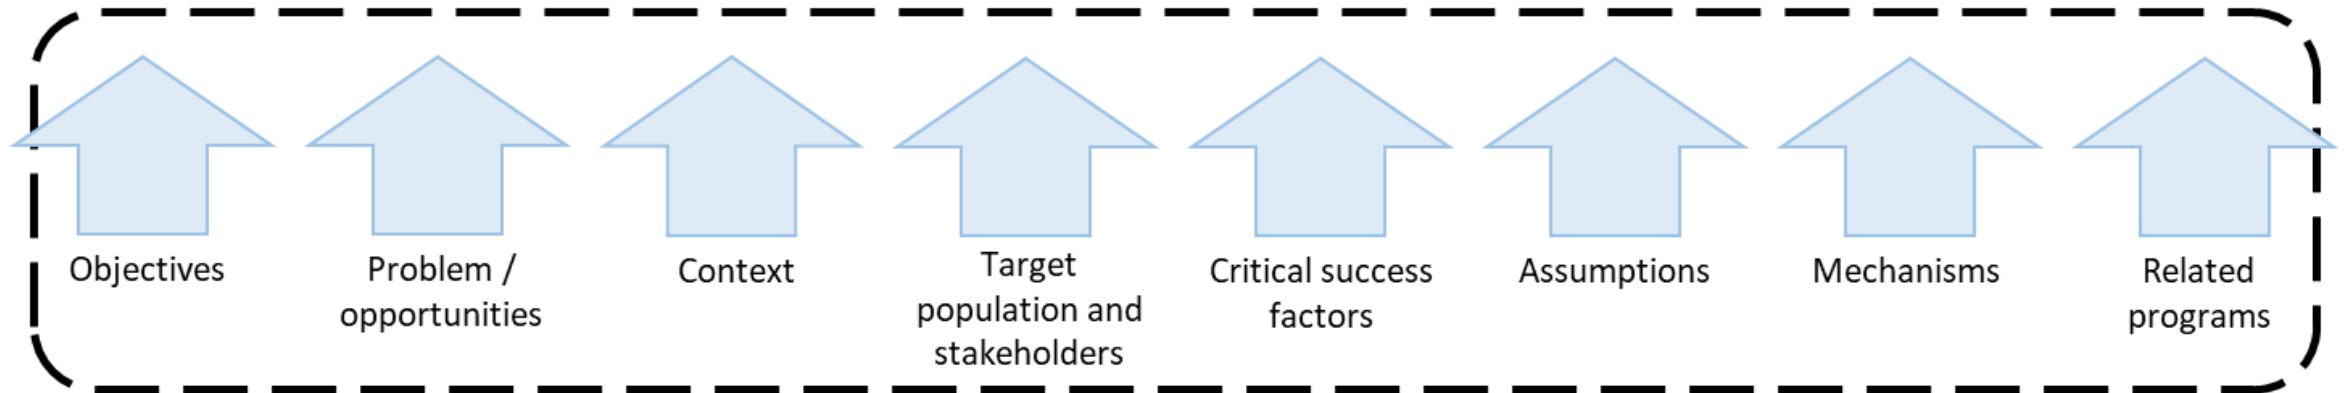 Objectives
Problem /
opportunities
Context
Target
population and
stakeholders
Critical success
factors
Assumptions
Mechanisms
Related
programs